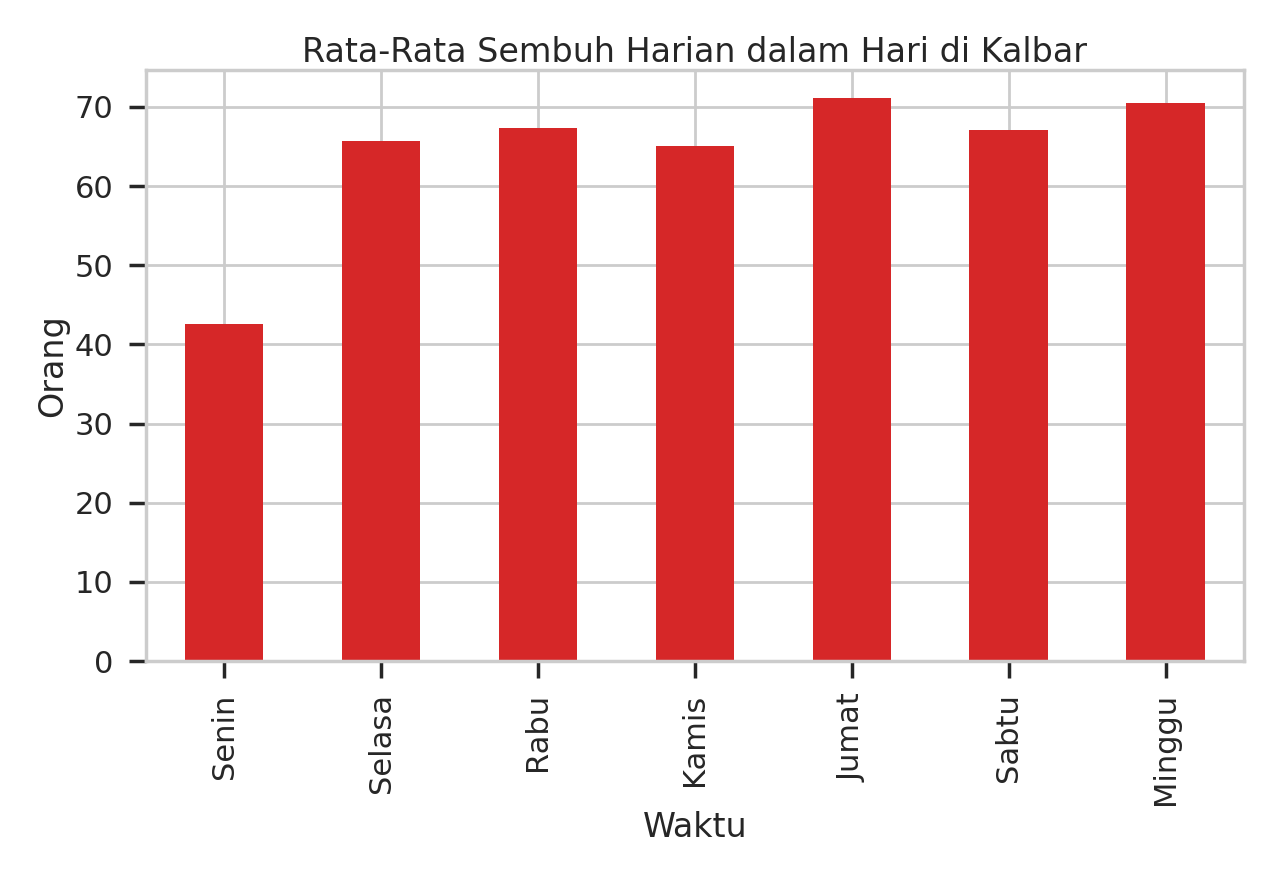 Rata-Rata Sembuh Harian dalam Hari di Kalbar
Orang
70
60
50
40
30
20
10
0
Senin
Selasa
Rabu
Kamis
Jumat
Sabtu
Minggu
Waktu